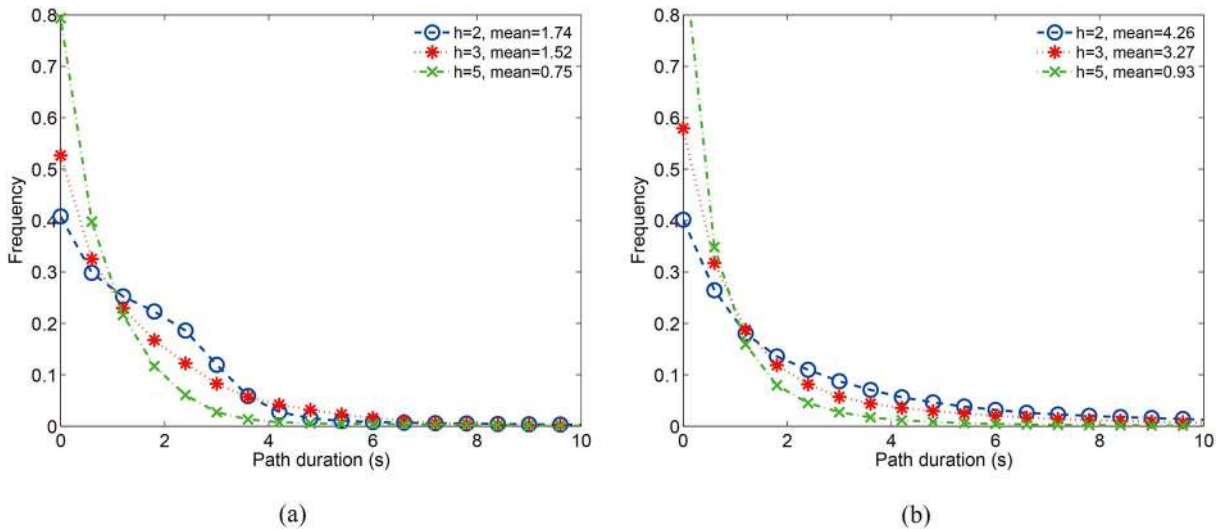 0.8
0.7
0.6
0.5
0.4
0.3
0.2
0.1
0
Frequency
0 2 4 6 8 10
Path duration (s)
h=2, mean=1.74
h=3, mean=1.52
h=5, mean=0.75
(a)
0.8
0.7
0.6
0.5
0.4
0.3
0.2
0.1
0
Frequency
0 2 4 6 8 10
Path duration (s)
h=2, mean=4.26
h=3, mean=3.27
h=5, mean=0.93
(b)